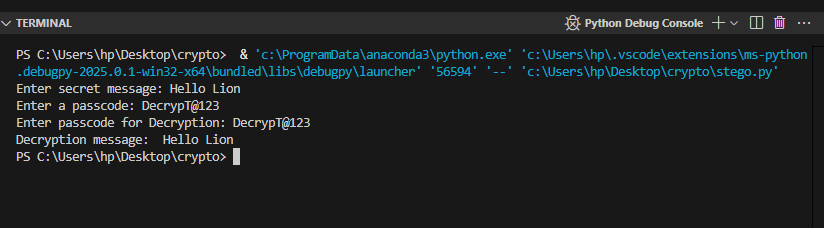 TERMINAL
Python Debug Console
PS C:\Users\hp\Desktop\crypto>  & 'c:\ProgramData\anaconda3\python.exe' 'c:\Users\hp\.vscode\extensions\ms-python
.debugpy-2025.0.1-win32-x64\bundled\libs\debugpy\launcher' '56594' '--' 'c:\Users\hp\Desktop\crypto\stego.py'
Enter secret message: Hello Lion
Enter a passcode: DecrypT@123
Enter passcode for Decryption: DecrypT@123
Decryption message:  Hello Lion
PS C:\Users\hp\Desktop\crypto>